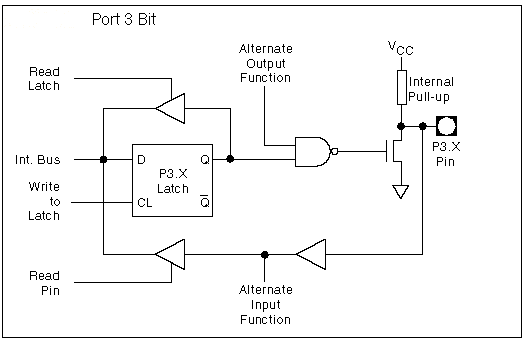 Port 3 Bit
Alternate
Output
Function
VCC
Read
Latch
Internal
Pull-up
Int. Bus
D
Q
P3.X
Pin
P3.X
Latch
Write
to
Latch
CL
Q̅
Read
Pin
Alternate
Input
Function